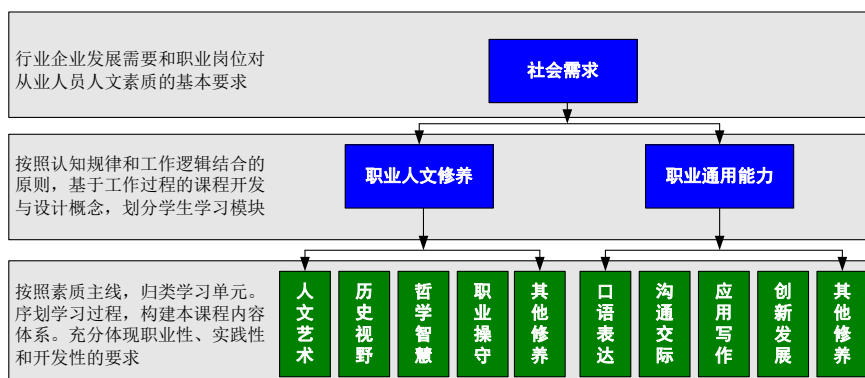 行业企业发展需要和职业岗位对
从业人员人文素质的基本要求
社会需求
按照认知规律和工作逻辑结合的
原则，基于工作过程的课程开发
与设计概念，划分学生学习模块
职业人文修养
职业通用能力
按照素质主线，归类学习单元。
序划学习过程，构建本课程内容
体系。充分体现职业性、实践性
和开发性的要求
人文艺术
历史视野
哲学智慧
职业操守
其他修养
口语表达
沟通交际
应用写作
创新发展
其他修养